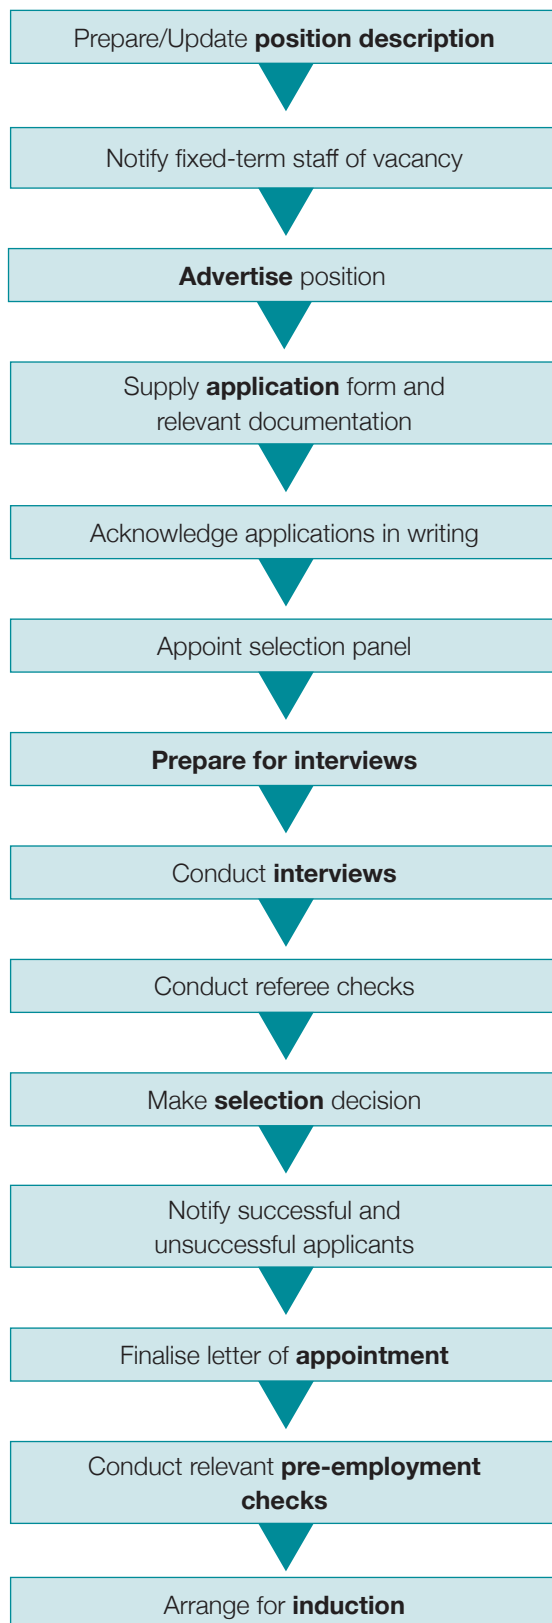 Prepare/Update position description
Notify fixed-term staff of vacancy
Advertise position
Supply application form and
relevant documentation
Acknowledge applications in writing
Appoint selection panel
Prepare for interviews
Conduct interviews
Conduct referee checks
Make selection decision
Notify successful and
unsuccessful applicants
Finalise letter of appointment
Conduct relevant pre-employment
checks
Arrange for induction